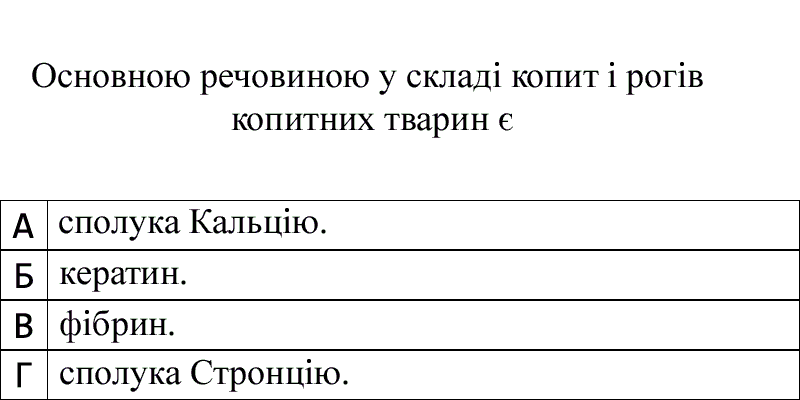 Основною речовиною у складі копит і рогів
копитних тварин є
А сполука Кальцію.
Б кератин.
В фібрин.
Г сполука Стронцію.